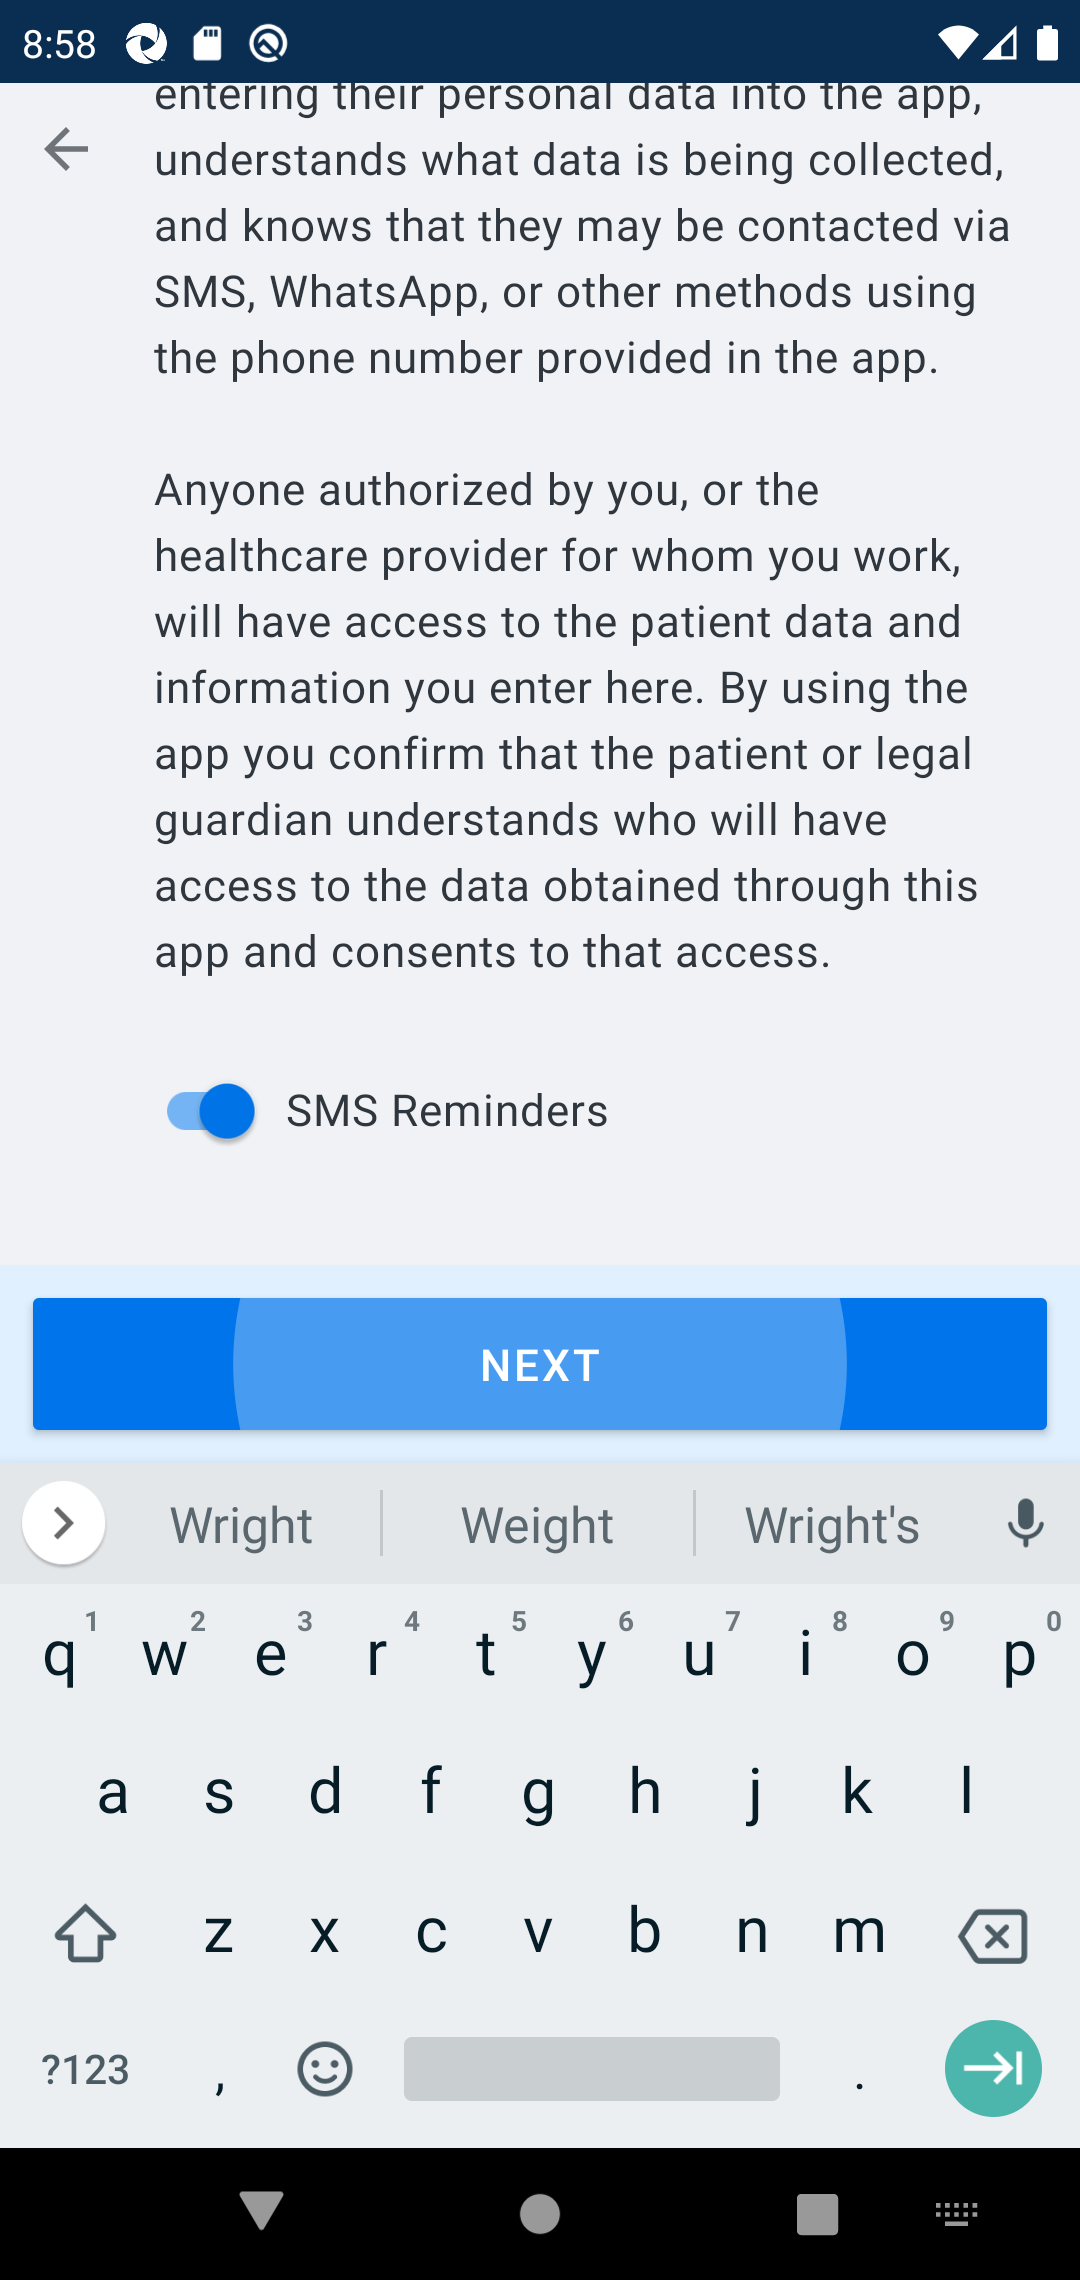 8:58
entering their personal data into the app,
understands what data is being collected,
and knows that they may be contacted via
SMS, WhatsApp, or other methods using
the phone number provided in the app.
Anyone authorized by you, or the
healthcare provider for whom you work,
will have access to the patient data and
information you enter here. By using the
app you confirm that the patient or legal
guardian understands who will have
access to the data obtained through this
app and consents to that access.
SMS Reminders
NEXT
Wright Weight Wright's
1 2 3 4 5 6 7 8 9 0
q w e r t y u i o p
a s d f g h j k l
z x c v b n m
?123 , .